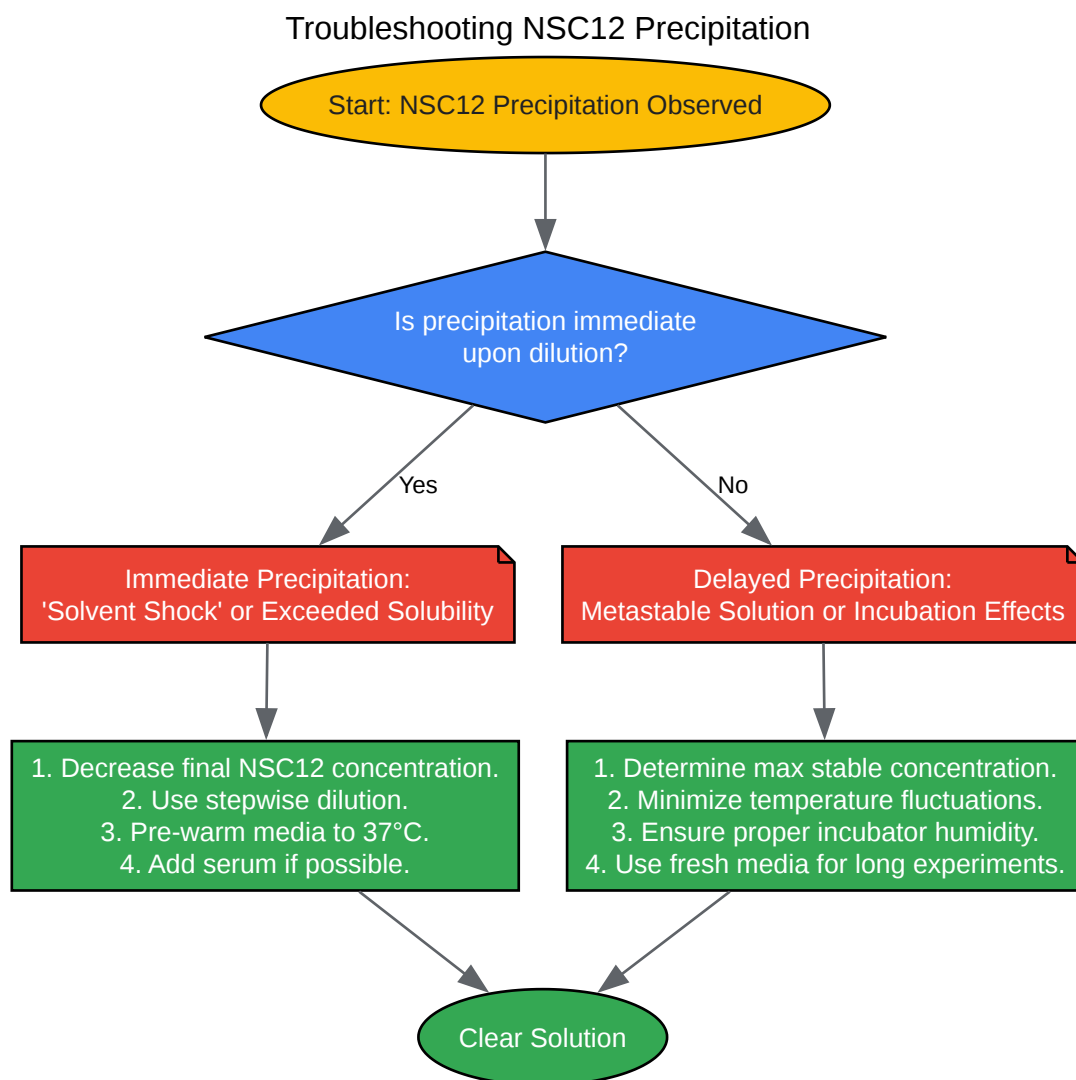 Troubleshooting NSC12 Precipitation
Start: NSC12 Precipitation Observed
Is precipitation immediate
upon dilution?
Yes
No
Immediate Precipitation:
'Solvent Shock' or Exceeded Solubility
Delayed Precipitation:
Metastable Solution or Incubation Effects
1. Decrease final NSC12 concentration.
2. Use stepwise dilution.
3. Pre-warm media to 37°C.
4. Add serum if possible.
1. Determine max stable concentration.
2. Minimize temperature fluctuations.
3. Ensure proper incubator humidity.
4. Use fresh media for long experiments.
Clear Solution